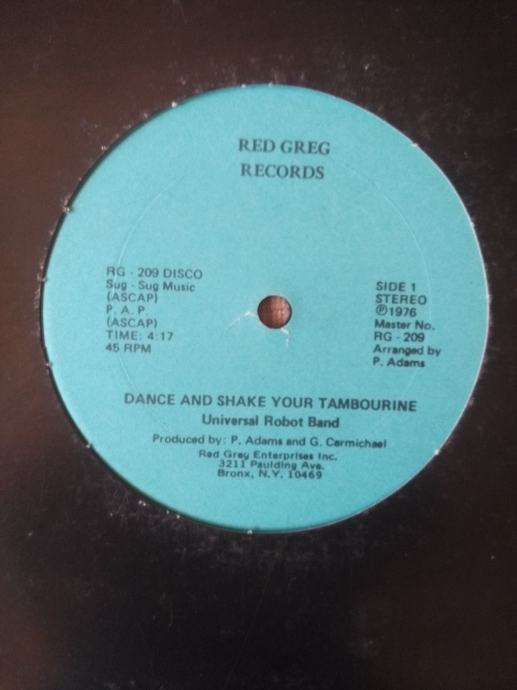 RED GREG
RECORDS
RG - 209 DISCO
Sug - Sug Music
(ASCAP)
P. A. P.
(ASCAP)
TIME: 4:17
45 RPM
SIDE 1
STEREO
Ⓟ1976
Master No.
RG - 209
Arranged by
P. Adams
DANCE AND SHAKE YOUR TAMBOURINE
Universal Robot Band
Produced by: P. Adams and G. Carmichael
Red Greg Enterprises Inc.
3211 Paulding Ave.
Bronx, N.Y. 10469